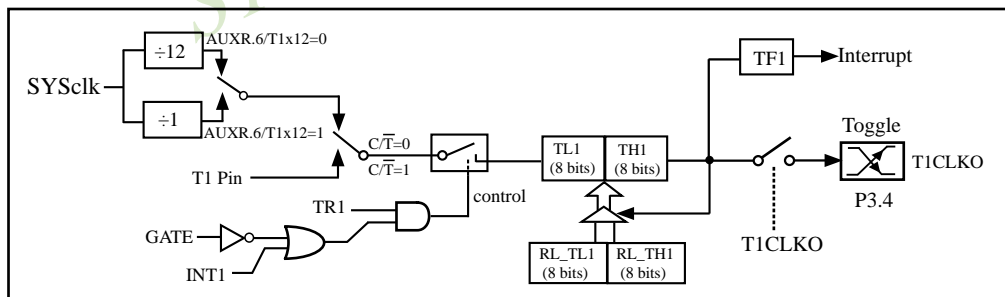 ÷12
AUXR.6/T1x12=0
SYSclk
÷1
AUXR.6/T1x12=1
C/T̅=0
C/T̅=1
T1 Pin
TR1
GATE
INT1
control
TL1
(8 bits)
TH1
(8 bits)
RL_TL1
(8 bits)
RL_TH1
(8 bits)
TF1
Interrupt
Toggle
T1CLKO
P3.4
T1CLKO